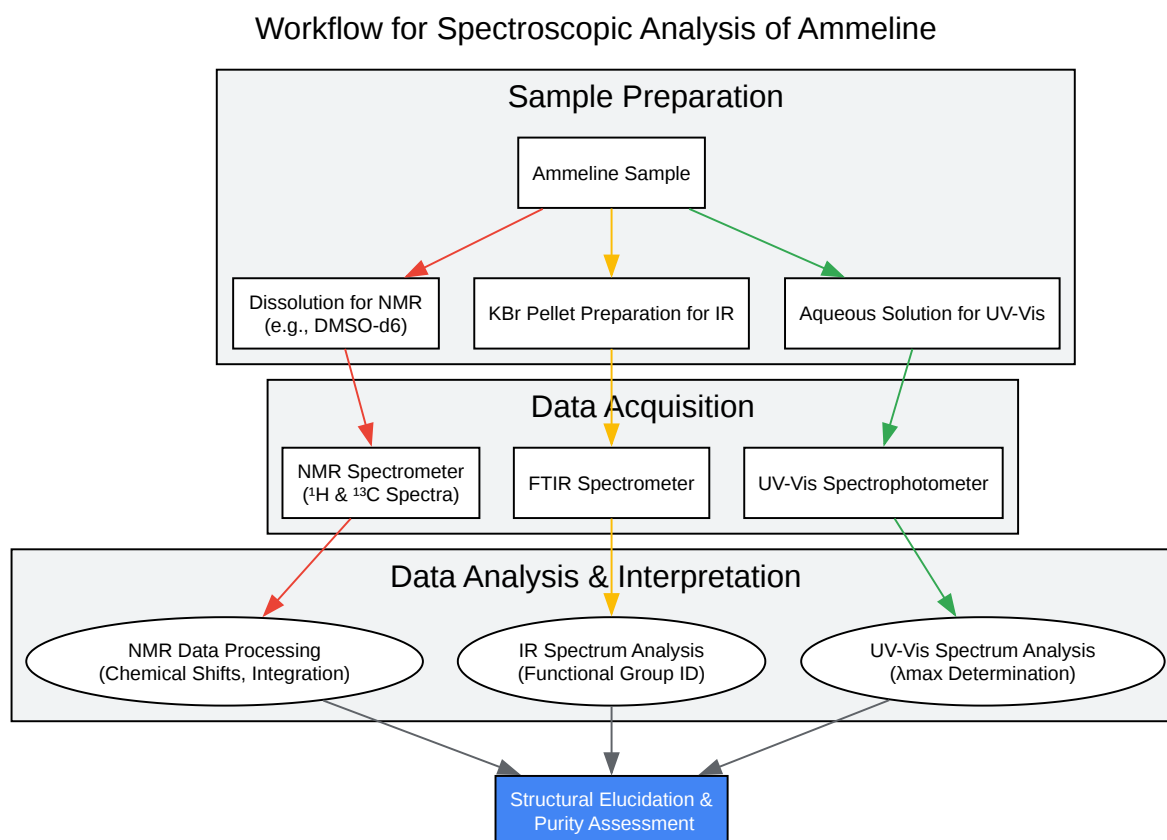 Workflow for Spectroscopic Analysis of Ammeline
Sample Preparation
Ammeline Sample
Dissolution for NMR
(e.g., DMSO-d6)
KBr Pellet Preparation for IR
Aqueous Solution for UV-Vis
Data Acquisition
NMR Spectrometer
(¹H & ¹³C Spectra)
FTIR Spectrometer
UV-Vis Spectrophotometer
Data Analysis & Interpretation
NMR Data Processing
(Chemical Shifts, Integration)
IR Spectrum Analysis
(Functional Group ID)
UV-Vis Spectrum Analysis
(λmax Determination)
Structural Elucidation &
Purity Assessment